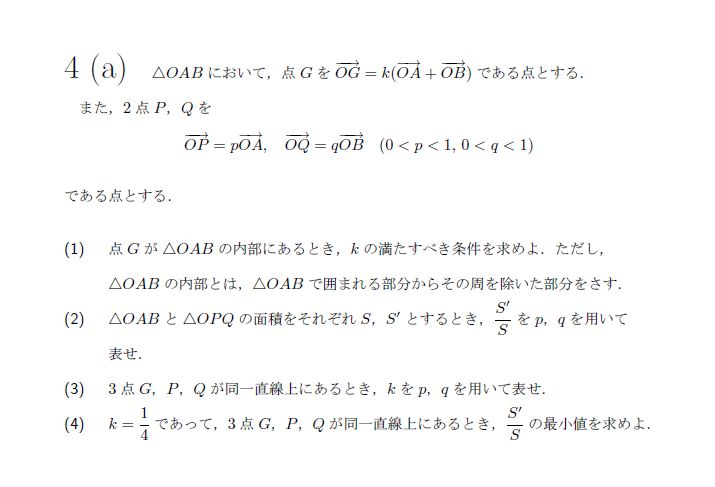 4 (a) △OAB において，点 G を $\overrightarrow{OG} = k(\overrightarrow{OA} + \overrightarrow{OB})$ である点とする．
また，2 点 P，Q を
$\overrightarrow{OP} = p\overrightarrow{OA}, \quad \overrightarrow{OQ} = q\overrightarrow{OB} \quad (0 < p < 1, 0 < q < 1)$
である点とする．
(1) 点 G が △OAB の内部にあるとき，k の満たすべき条件を求めよ．ただし，
△OAB の内部とは，△OAB で囲まれる部分からその周を除いた部分をさす．
(2) △OAB と △OPQ の面積をそれぞれ S，S′ とするとき，$\frac{S'}{S}$ を p，q を用いて
表せ．
(3) 3 点 G，P，Q が同一直線上にあるとき，k を p，q を用いて表せ．
(4) $k = \frac{1}{4}$ であって，3 点 G，P，Q が同一直線上にあるとき，$\frac{S'}{S}$ の最小値を求めよ．